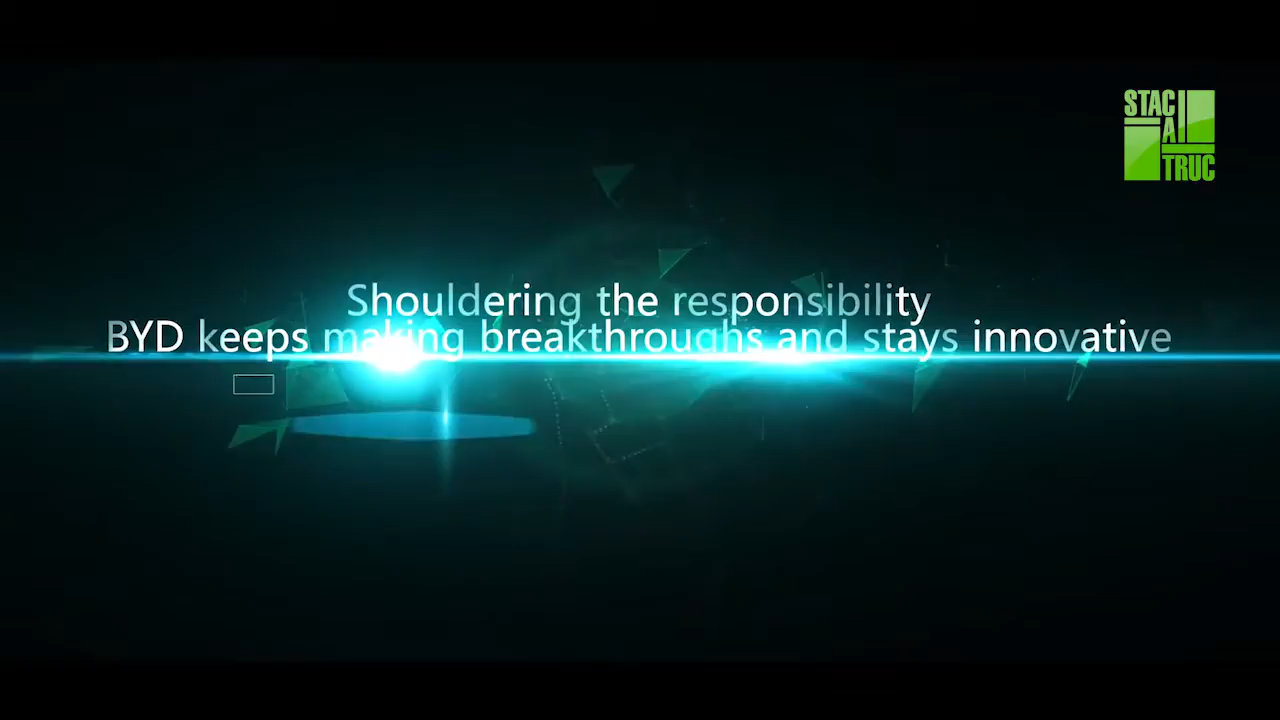 STAC
A
TRUC
Shouldering the responsibility
BYD keeps making breakthroughs and stays innovative